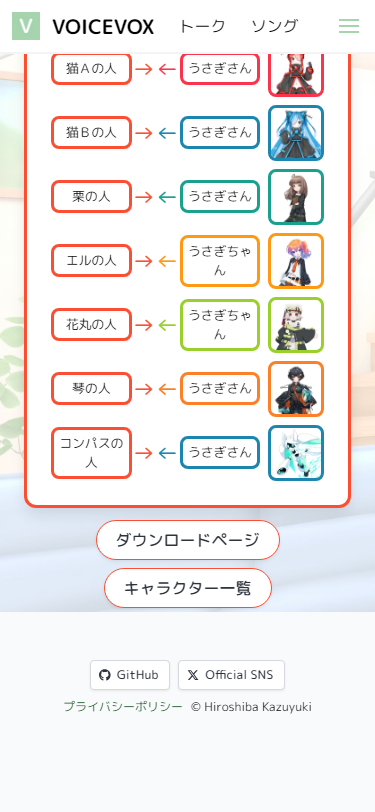 V VOICEVOX トーク ソング
猫Ａの人 → ← うさぎさん
猫Ｂの人 → ← うさぎさん
栗の人 → ← うさぎさん
エルの人 → ← うさぎちゃ
ん
花丸の人 → ← うさぎちゃ
ん
琴の人 → ← うさぎさん
コンパスの
人 → ← うさぎさん
ダウンロードページ
キャラクター一覧
GitHub Official SNS
プライバシーポリシー © Hiroshiba Kazuyuki